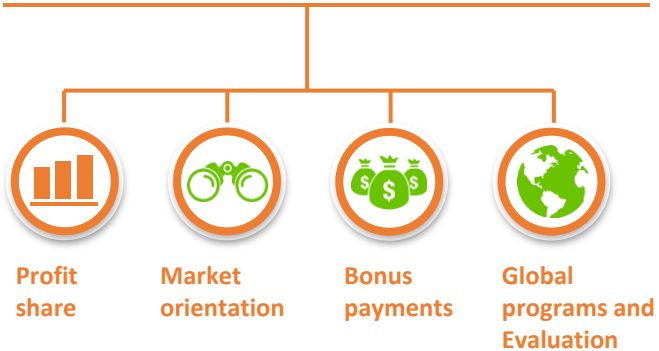 Profit
share
Market
orientation
Bonus
payments
Global
programs and
Evaluation
$
$
$